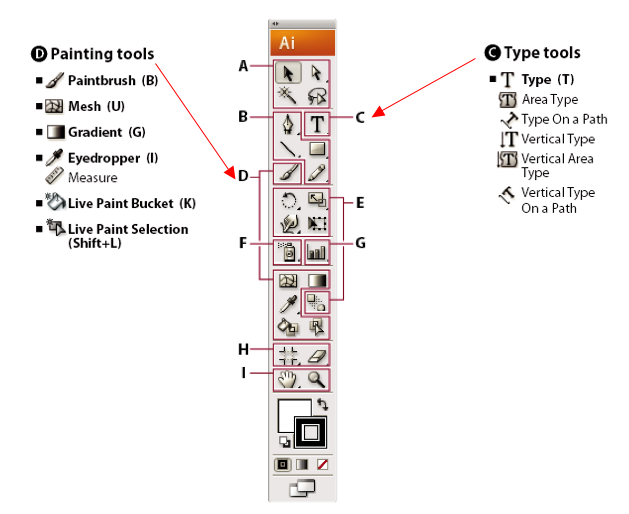 D Painting tools
Paintbrush (B)
Mesh (U)
Gradient (G)
Eyedropper (I)
Measure
Live Paint Bucket (K)
Live Paint Selection
(Shift+L)
Ai
A
B
C
T
D
E
F
G
H
I
C Type tools
T Type (T)
T Area Type
Type On a Path
T Vertical Type
T Vertical Area
Type
Vertical Type
On a Path